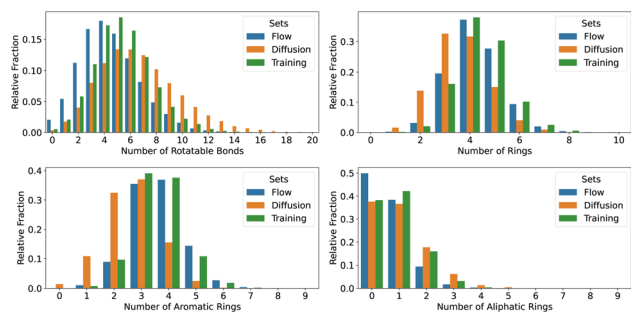 Relative Fraction
0.15
0.10
0.05
0.00
0 2 4 6 8 10 12 14 16 18 20
Number of Rotatable Bonds
Sets
Flow
Diffusion
Training
Relative Fraction
0.3
0.2
0.1
0.0
0 2 4 6 8 10
Number of Rings
Sets
Flow
Diffusion
Training
Relative Fraction
0.4
0.3
0.2
0.1
0.0
0 1 2 3 4 5 6 7 8 9
Number of Aromatic Rings
Sets
Flow
Diffusion
Training
Relative Fraction
0.5
0.4
0.3
0.2
0.1
0.0
0 1 2 3 4 5 6 7 8 9
Number of Aliphatic Rings
Sets
Flow
Diffusion
Training